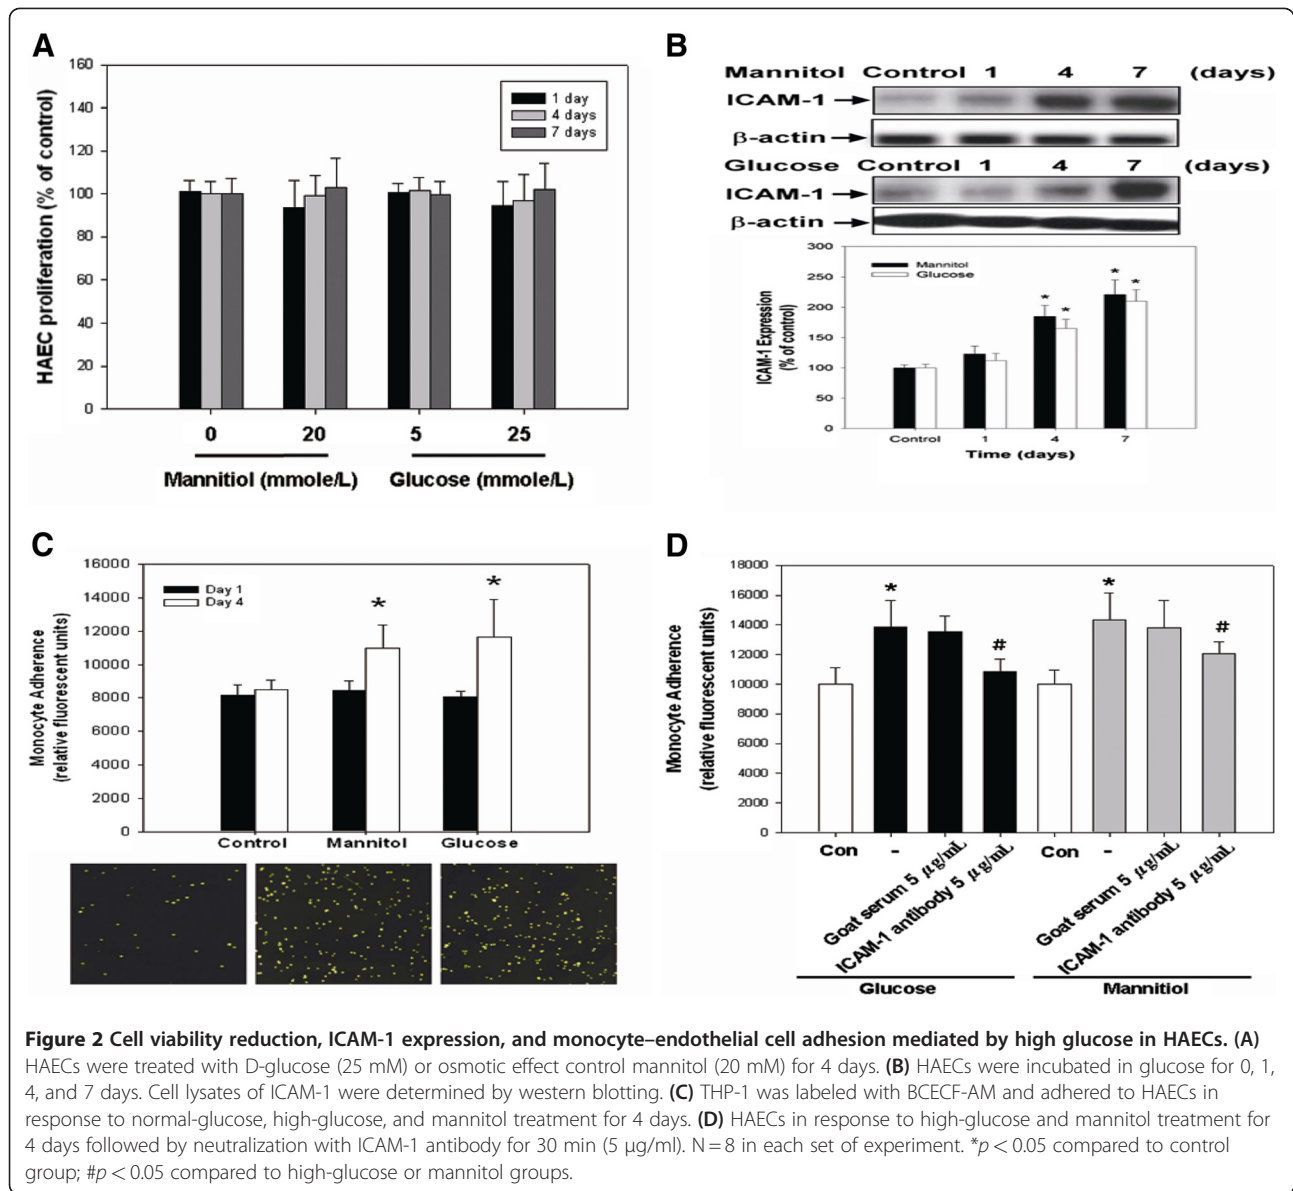 A
160
140
120
100
80
60
40
20
0
HAEC proliferation (% of control)
1 day
4 days
7 days
0 20 5 25
Mannitiol (mmole/L) Glucose (mmole/L)
B
Mannitol Control 1 4 7 (days)
ICAM-1
β-actin
Glucose Control 1 4 7 (days)
ICAM-1
β-actin
300
250
200
150
100
50
0
ICAM-1 Expression
(% of control)
Mannitol
Glucose
* * * *
Control 1 4 7
Time (days)
C
16000
14000
12000
10000
8000
6000
4000
2000
0
Monocyte Adherence
(relative fluorescent units)
Day 1
Day 4
* *
Control Mannitol Glucose
D
18000
16000
14000
12000
10000
8000
6000
4000
2000
0
Monocyte Adherence
(relative fluorescent units)
* # * #
Con - Goat serum 5 µg/mL ICAM-1 antibody 5 µg/mL Con - Goat serum 5 µg/mL ICAM-1 antibody 5 µg/mL
Glucose Mannitiol
Figure 2 Cell viability reduction, ICAM-1 expression, and monocyte–endothelial cell adhesion mediated by high glucose in HAECs. (A)
HAECs were treated with D-glucose (25 mM) or osmotic effect control mannitol (20 mM) for 4 days. (B) HAECs were incubated in glucose for 0, 1,
4, and 7 days. Cell lysates of ICAM-1 were determined by western blotting. (C) THP-1 was labeled with BCECF-AM and adhered to HAECs in
response to normal-glucose, high-glucose, and mannitol treatment for 4 days. (D) HAECs in response to high-glucose and mannitol treatment for
4 days followed by neutralization with ICAM-1 antibody for 30 min (5 µg/ml). N = 8 in each set of experiment. *p < 0.05 compared to control
group; #p < 0.05 compared to high-glucose or mannitol groups.